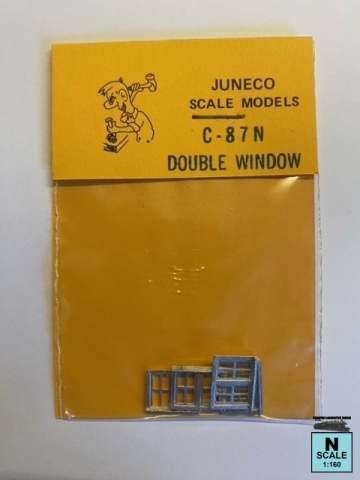 JUNECO
SCALE MODELS
C-87N
DOUBLE WINDOW
N
SCALE
1:160